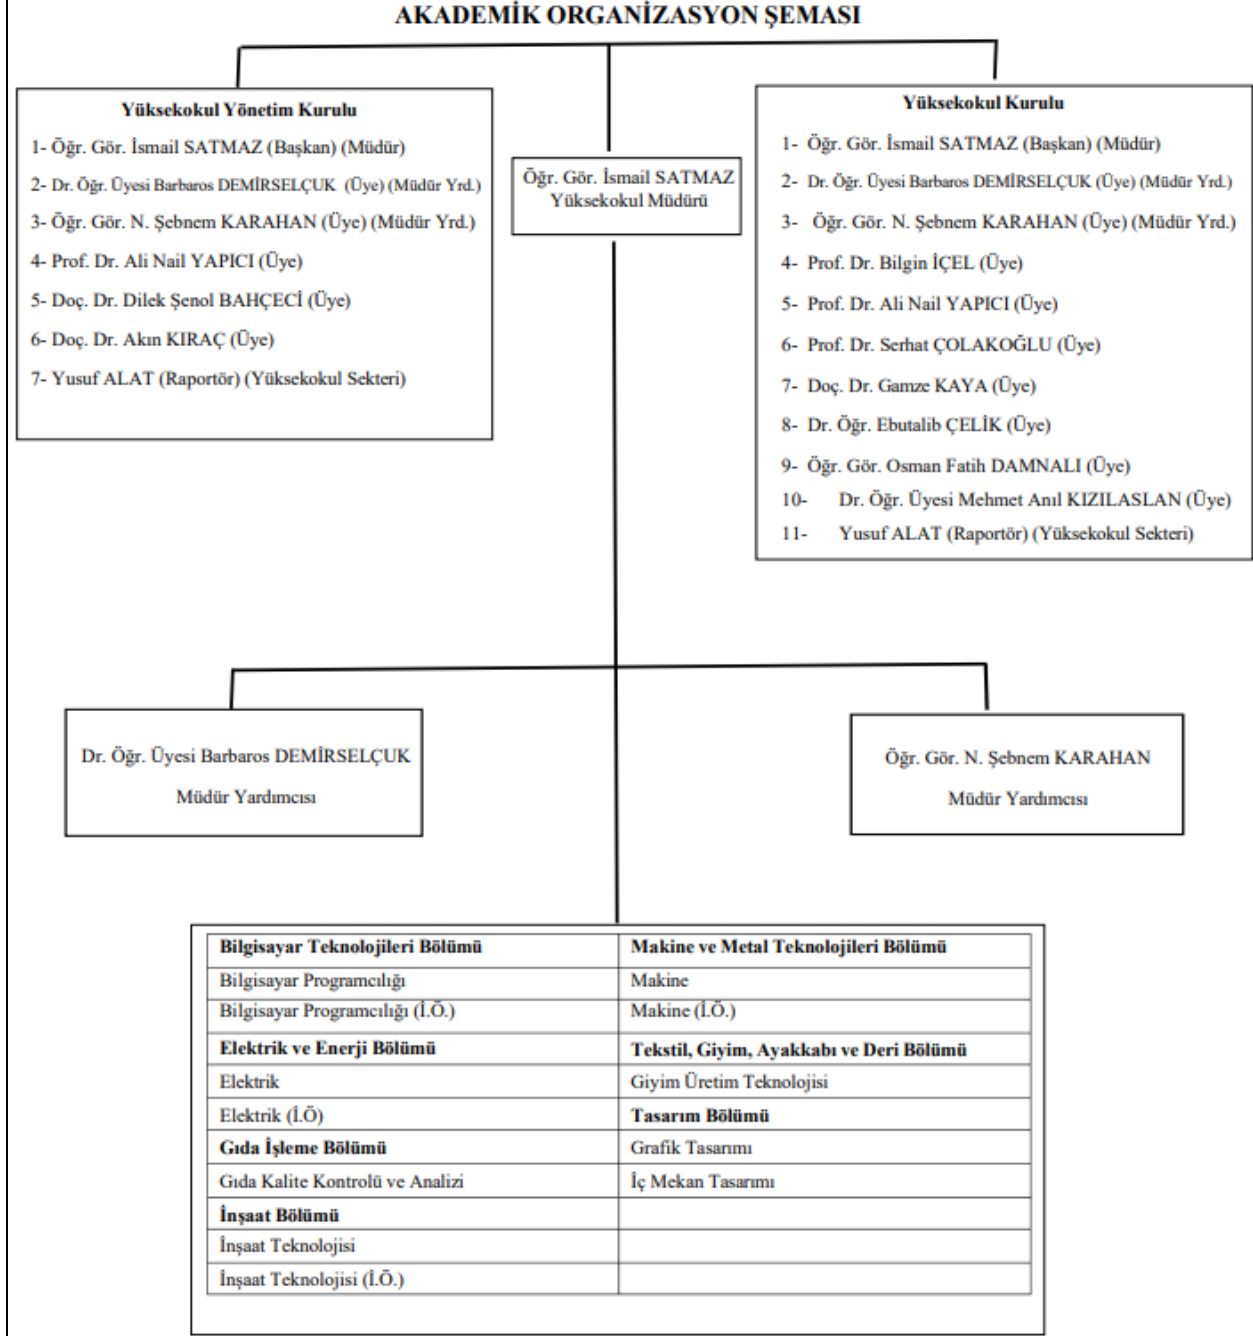 AKADEMİK ORGANİZASYON ŞEMASI
Yüksekokul Yönetim Kurulu
1- Öğr. Gör. İsmail SATMAZ (Başkan) (Müdür)
2- Dr. Öğr. Üyesi Barbaros DEMİRSELÇUK (Üye) (Müdür Yrd.)
3- Öğr. Gör. N. Şebnem KARAHAN (Üye) (Müdür Yrd.)
4- Prof. Dr. Ali Nail YAPICI (Üye)
5- Doç. Dr. Dilek Şenol BAHÇECİ (Üye)
6- Doç. Dr. Akın KIRAÇ (Üye)
7- Yusuf ALAT (Raportör) (Yüksekokul Sekteri)
Öğr. Gör. İsmail SATMAZ
Yüksekokul Müdürü
Yüksekokul Kurulu
1- Öğr. Gör. İsmail SATMAZ (Başkan) (Müdür)
2- Dr. Öğr. Üyesi Barbaros DEMİRSELÇUK (Üye) (Müdür Yrd.)
3- Öğr. Gör. N. Şebnem KARAHAN (Üye) (Müdür Yrd.)
4- Prof. Dr. Bilgin İÇEL (Üye)
5- Prof. Dr. Ali Nail YAPICI (Üye)
6- Prof. Dr. Serhat ÇOLAKOĞLU (Üye)
7- Doç. Dr. Gamze KAYA (Üye)
8- Dr. Öğr. Ebutalib ÇELİK (Üye)
9- Öğr. Gör. Osman Fatih DAMNALI (Üye)
10- Dr. Öğr. Üyesi Mehmet Anıl KIZILASLAN (Üye)
11- Yusuf ALAT (Raportör) (Yüksekokul Sekteri)
Dr. Öğr. Üyesi Barbaros DEMİRSELÇUK
Müdür Yardımcısı
Öğr. Gör. N. Şebnem KARAHAN
Müdür Yardımcısı
Bilgisayar Teknolojileri Bölümü Makine ve Metal Teknolojileri Bölümü
Bilgisayar Programcılığı Makine
Bilgisayar Programcılığı (İ.Ö.) Makine (İ.Ö.)
Elektrik ve Enerji Bölümü Tekstil, Giyim, Ayakkabı ve Deri Bölümü
Elektrik Giyim Üretim Teknolojisi
Elektrik (İ.Ö) Tasarım Bölümü
Gıda İşleme Bölümü Grafik Tasarımı
Gıda Kalite Kontrolü ve Analizi İç Mekan Tasarımı
İnşaat Bölümü
İnşaat Teknolojisi
İnşaat Teknolojisi (İ.Ö.)